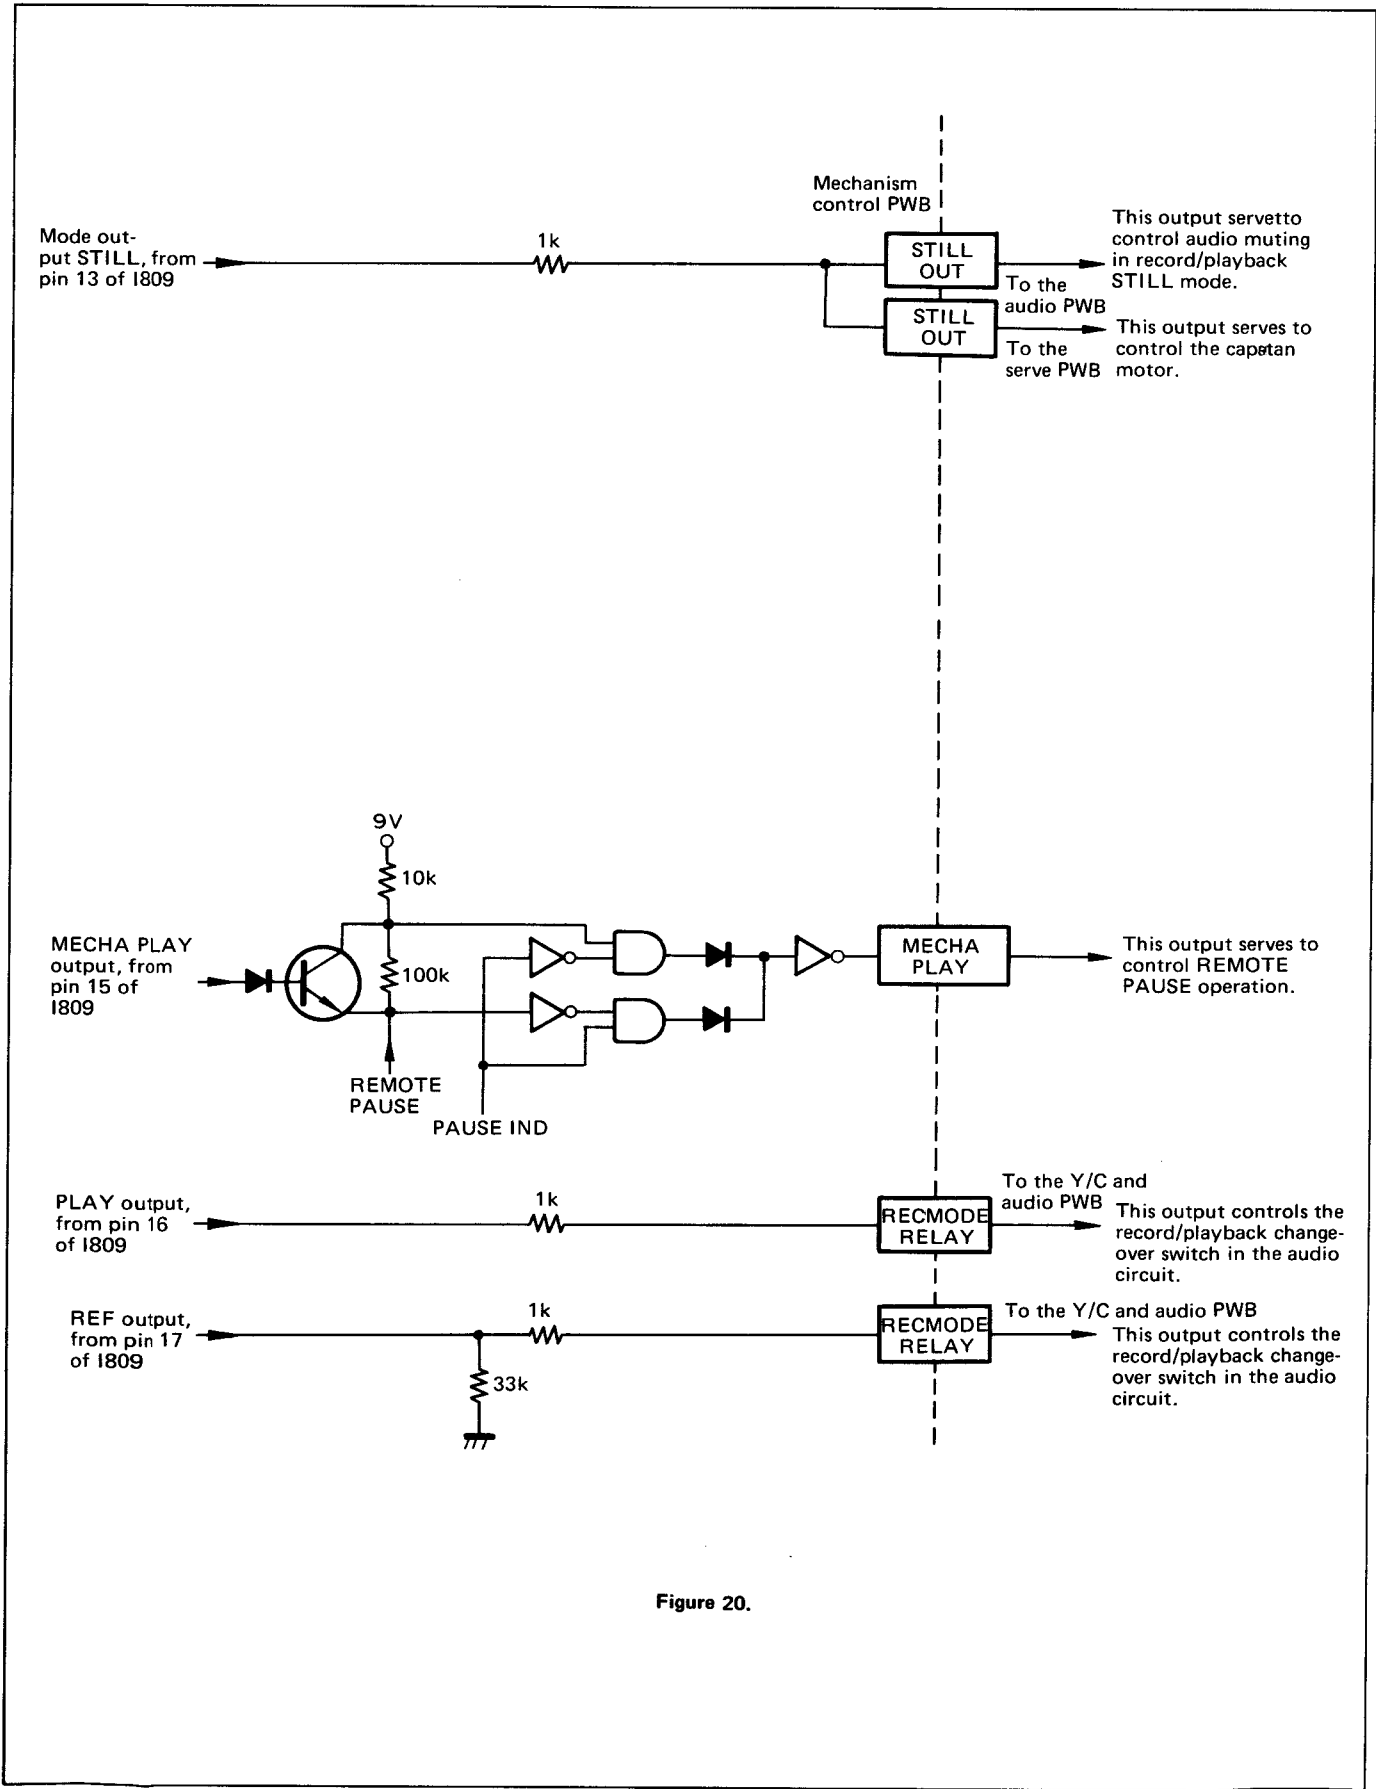 Mechanism
control PWB
Mode out-
put STILL, from
pin 13 of I809
1k
STILL
OUT
To the
audio PWB
This output servetto
control audio muting
in record/playback
STILL mode.
STILL
OUT
To the
serve PWB
This output serves to
control the capstan
motor.
9V
10k
100k
MECHA PLAY
output, from
pin 15 of
I809
REMOTE
PAUSE
PAUSE IND
MECHA
PLAY
This output serves to
control REMOTE
PAUSE operation.
PLAY output,
from pin 16
of I809
1k
RECMODE
RELAY
To the Y/C and
audio PWB
This output controls the
record/playback change-
over switch in the audio
circuit.
REF output,
from pin 17
of I809
1k
33k
RECMODE
RELAY
To the Y/C and audio PWB
This output controls the
record/playback change-
over switch in the audio
circuit.
Figure 20.